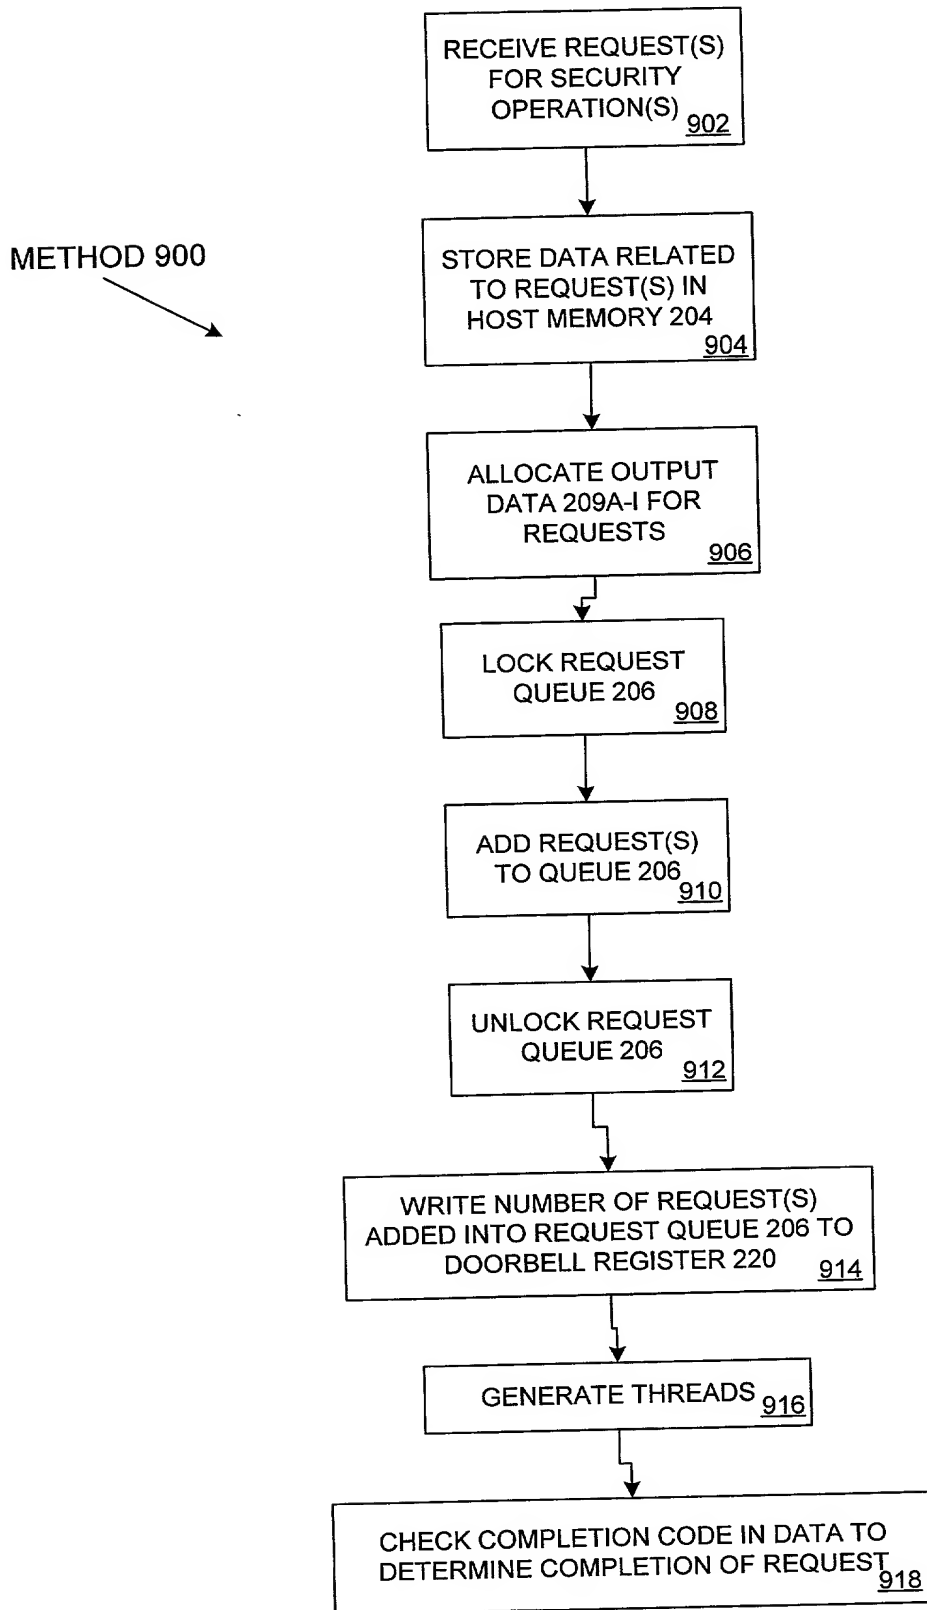 RECEIVE REQUEST(S)
FOR SECURITY
OPERATION(S)
902
METHOD 900
STORE DATA RELATED
TO REQUEST(S) IN
HOST MEMORY 204
904
ALLOCATE OUTPUT
DATA 209A-I FOR
REQUESTS
906
LOCK REQUEST
QUEUE 206
908
ADD REQUEST(S)
TO QUEUE 206
910
UNLOCK REQUEST
QUEUE 206
912
WRITE NUMBER OF REQUEST(S)
ADDED INTO REQUEST QUEUE 206 TO
DOORBELL REGISTER 220
914
GENERATE THREADS
916
CHECK COMPLETION CODE IN DATA TO
DETERMINE COMPLETION OF REQUEST
918